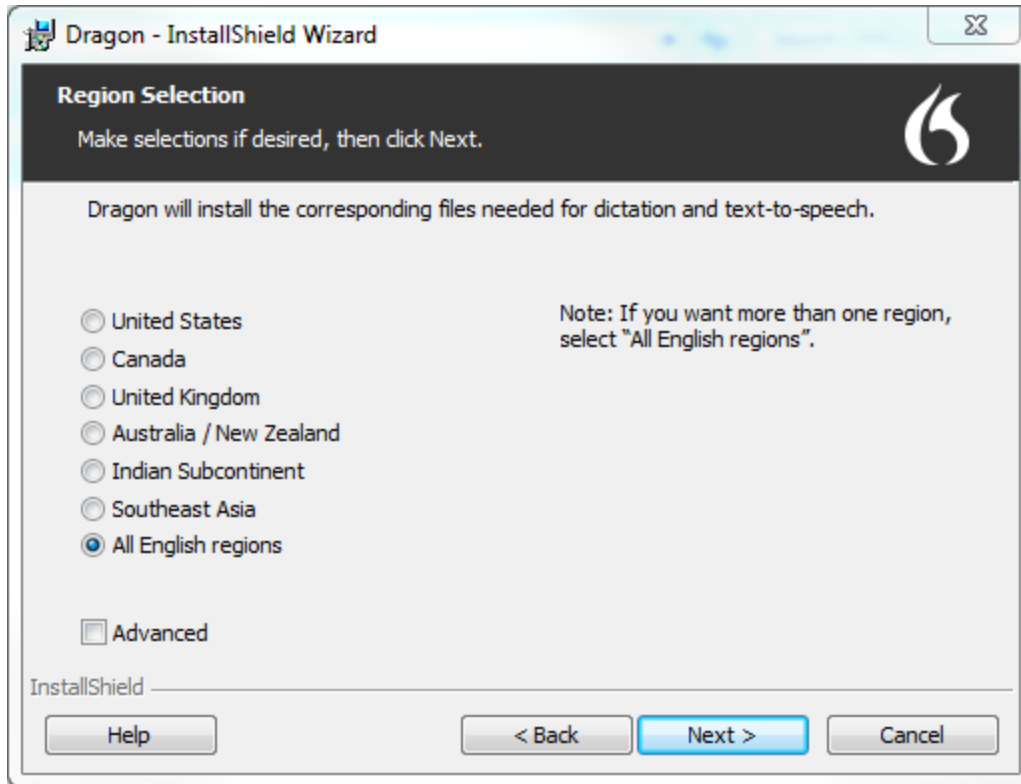 Dragon - InstallShield Wizard
Region Selection
Make selections if desired, then click Next.
Dragon will install the corresponding files needed for dictation and text-to-speech.
United States
Canada
United Kingdom
Australia / New Zealand
Indian Subcontinent
Southeast Asia
All English regions
Note: If you want more than one region,
select “All English regions”.
Advanced
InstallShield
Help
< Back
Next >
Cancel